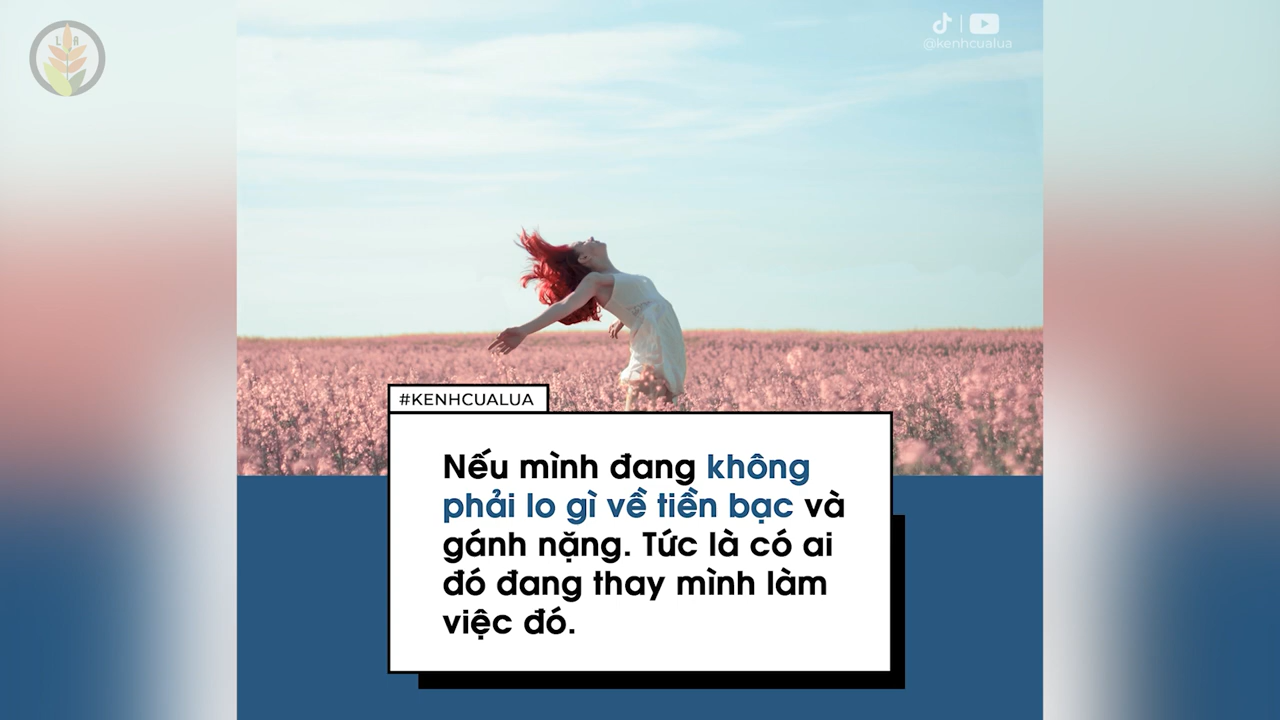 L A
@kenhcualua
#KENHCUALUA
Nếu mình đang không
phải lo gì về tiền bạc và
gánh nặng. Tức là có ai
đó đang thay mình làm
việc đó.